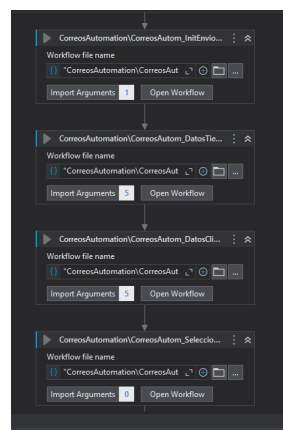 CorreosAutomation\CorreosAutom_InitEnvio...
Workflow file name
"CorreosAutomation\CorreosAut
Import Arguments 1 Open Workflow
CorreosAutomation\CorreosAutom_DatosTie...
Workflow file name
"CorreosAutomation\CorreosAut
Import Arguments 5 Open Workflow
CorreosAutomation\CorreosAutom_DatosCli...
Workflow file name
"CorreosAutomation\CorreosAut
Import Arguments 5 Open Workflow
CorreosAutomation\CorreosAutom_Seleccio...
Workflow file name
"CorreosAutomation\CorreosAut
Import Arguments 0 Open Workflow